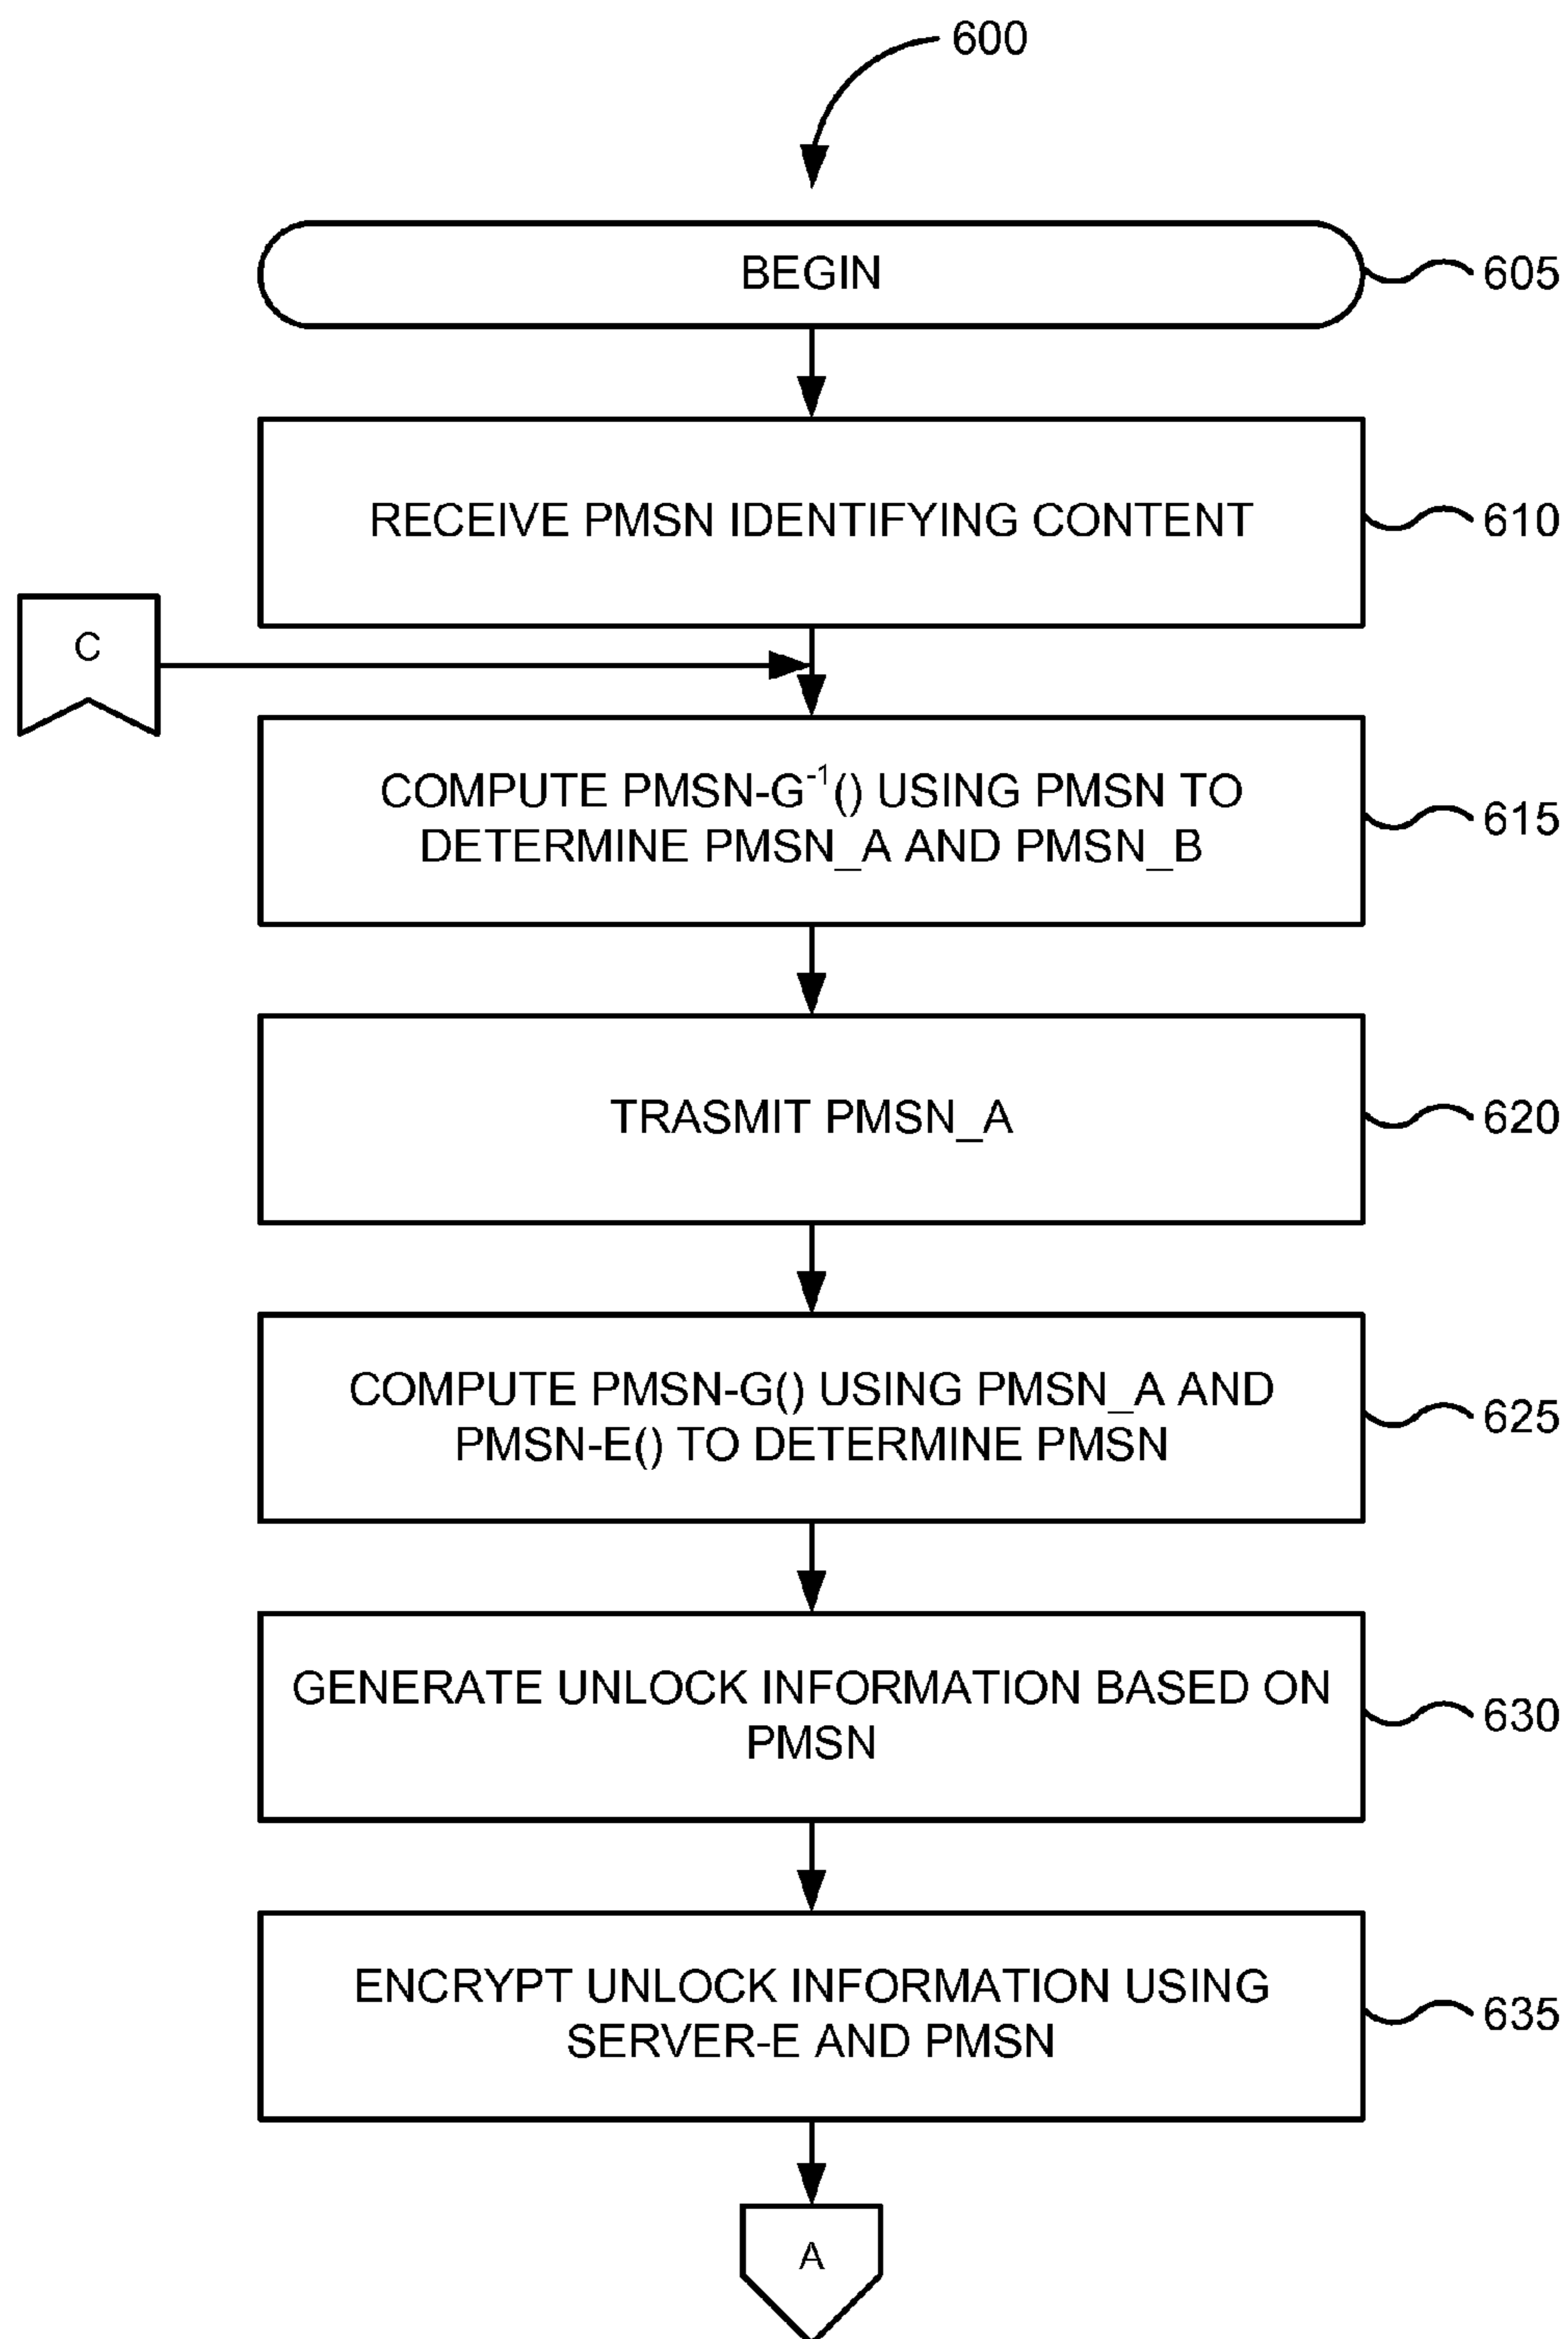 600
BEGIN
605
RECEIVE PMSN IDENTIFYING CONTENT
610
C
COMPUTE PMSN-G⁻¹() USING PMSN TO
DETERMINE PMSN_A AND PMSN_B
615
TRASMIT PMSN_A
620
COMPUTE PMSN-G() USING PMSN_A AND
PMSN-E() TO DETERMINE PMSN
625
GENERATE UNLOCK INFORMATION BASED ON
PMSN
630
ENCRYPT UNLOCK INFORMATION USING
SERVER-E AND PMSN
635
A